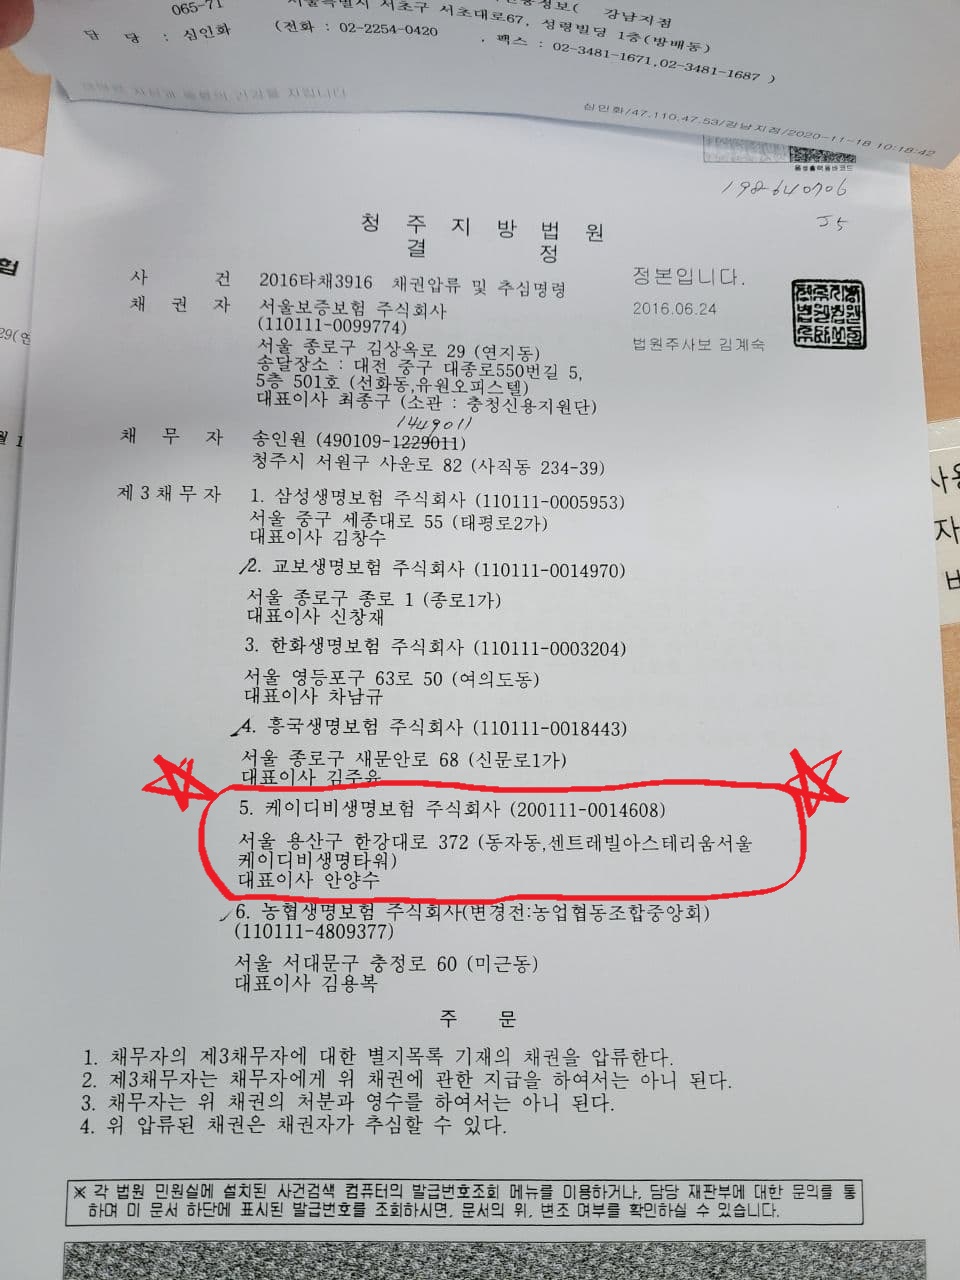 065-71
강남지점
서울특별시 서초구 서초대로67, 성령빌딩 1층(방배동)
담 당 : 심인화 (전화 : 02-2254-0420 , 팩스 : 02-3481-1671,02-3481-1687 )
심인화/47.110.47.53/강남지점/2020-11-18 10:18:42
음성출력용바코드
J5
청 주 지 방 법 원
결 정
정본입니다.
사 건 2016타채3916 채권압류 및 추심명령
2016.06.24
채 권 자 서울보증보험 주식회사
(110111-0099774)
법원주사보 김계숙
서울 종로구 김상옥로 29 (연지동)
송달장소 : 대전 중구 대종로550번길 5,
5층 501호 (선화동,유원오피스텔)
대표이사 최종구 (소관 : 충청신용지원단)
1449011
채 무 자 송인원 (490109-1229011)
청주시 서원구 사운로 82 (사직동 234-39)
제3채무자 1. 삼성생명보험 주식회사 (110111-0005953)
서울 중구 세종대로 55 (태평로2가)
대표이사 김창수
2. 교보생명보험 주식회사 (110111-0014970)
서울 종로구 종로 1 (종로1가)
대표이사 신창재
3. 한화생명보험 주식회사 (110111-0003204)
서울 영등포구 63로 50 (여의도동)
대표이사 차남규
4. 흥국생명보험 주식회사 (110111-0018443)
서울 종로구 새문안로 68 (신문로1가)
대표이사 김주윤
5. 케이디비생명보험 주식회사 (200111-0014608)
서울 용산구 한강대로 372 (동자동,센트레빌아스테리움서울
케이디비생명타워)
대표이사 안양수
6. 농협생명보험 주식회사(변경전:농업협동조합중앙회)
(110111-4809377)
서울 서대문구 충정로 60 (미근동)
대표이사 김용복
주 문
1. 채무자의 제3채무자에 대한 별지목록 기재의 채권을 압류한다.
2. 제3채무자는 채무자에게 위 채권에 관한 지급을 하여서는 아니 된다.
3. 채무자는 위 채권의 처분과 영수를 하여서는 아니 된다.
4. 위 압류된 채권은 채권자가 추심할 수 있다.
※ 각 법원 민원실에 설치된 사건검색 컴퓨터의 발급번호조회 메뉴를 이용하거나, 담당 재판부에 대한 문의를 통
하여 이 문서 하단에 표시된 발급번호를 조회하시면, 문서의 위, 변조 여부를 확인하실 수 있습니다.